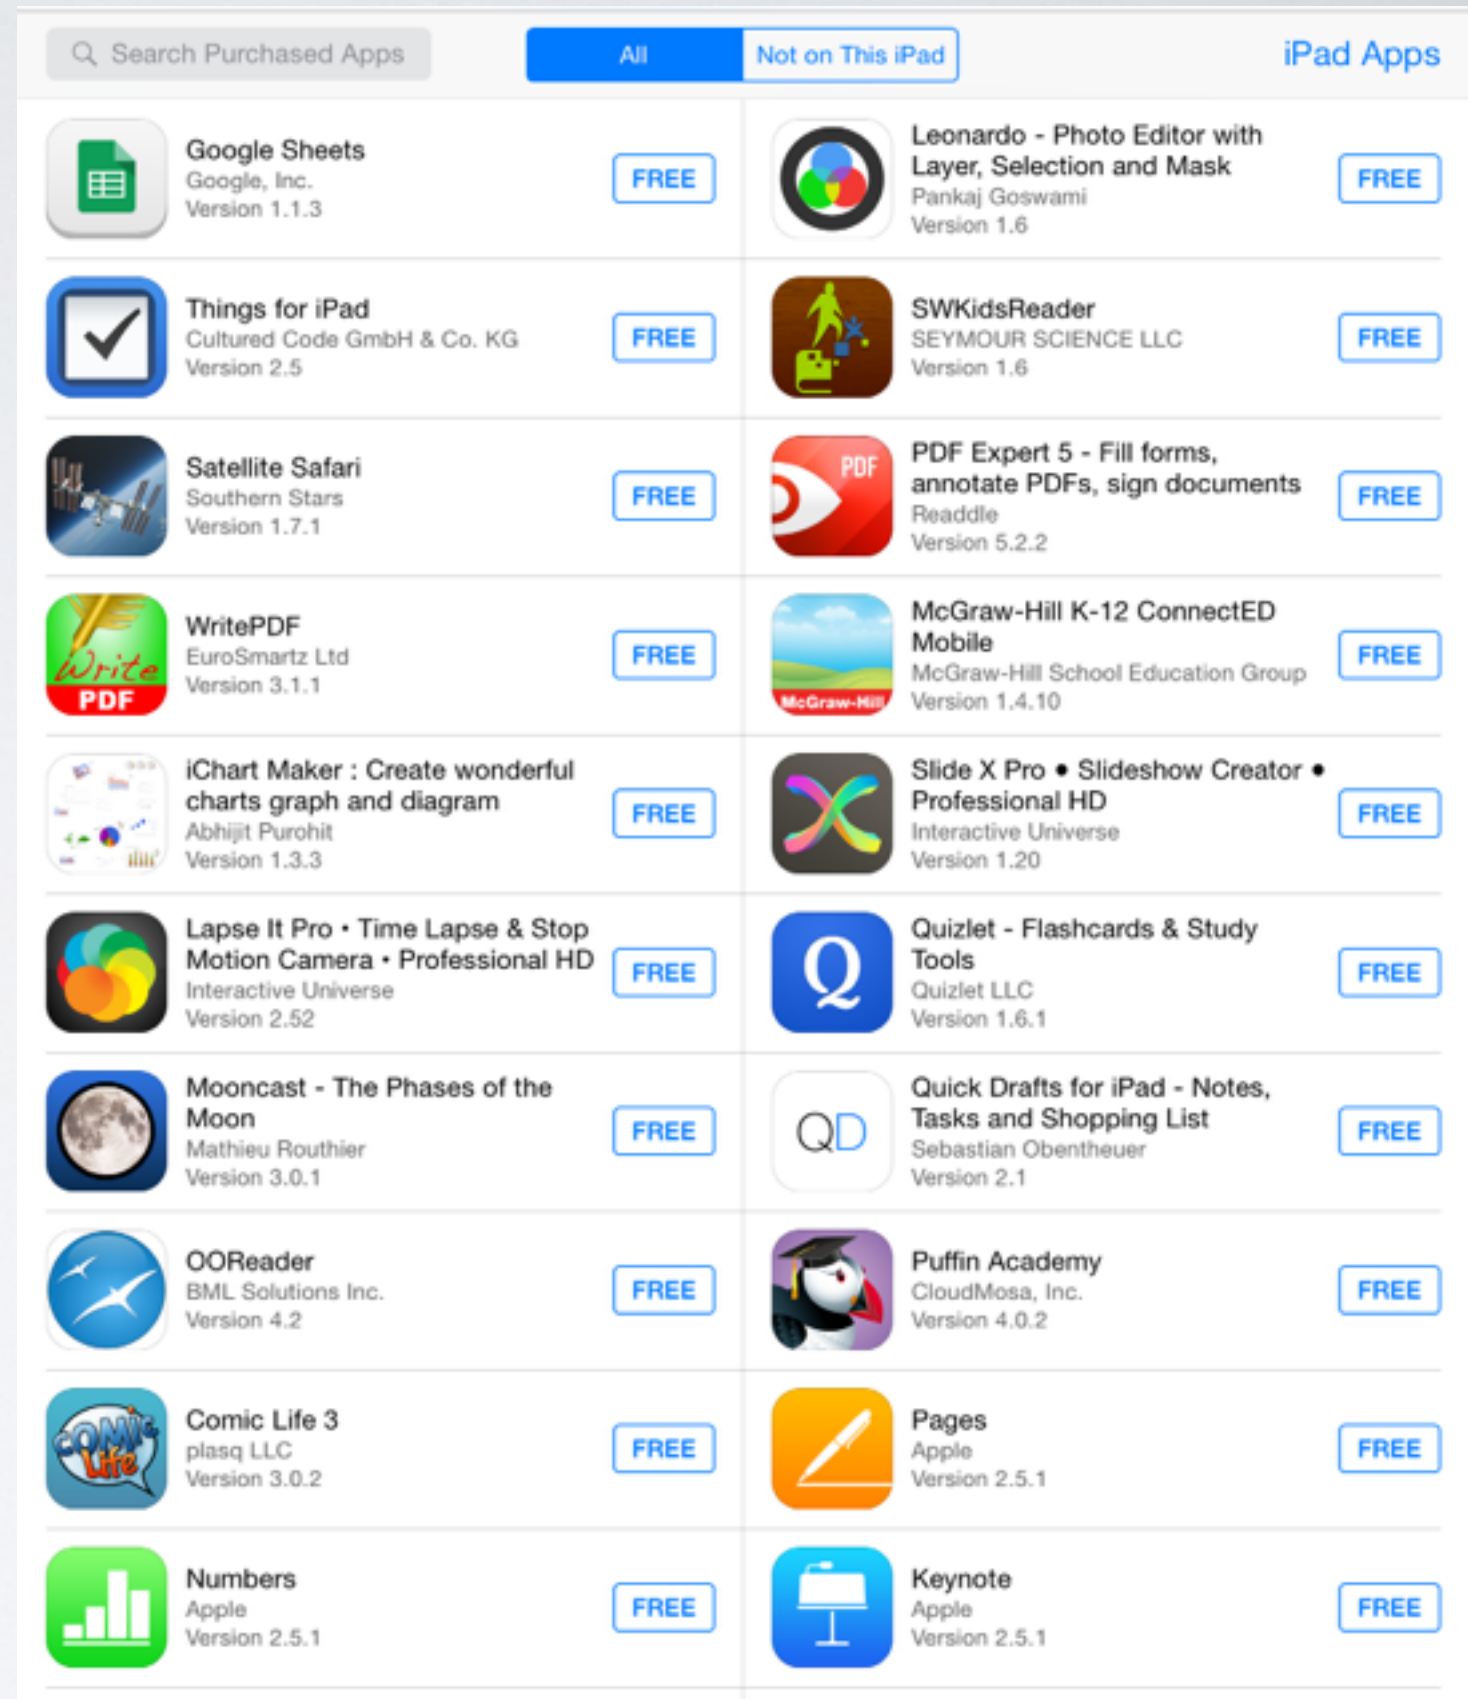 Search Purchased Apps
All
Not on This iPad
iPad Apps
Google Sheets
Google, Inc.
Version 1.1.3
FREE
Leonardo - Photo Editor with
Layer, Selection and Mask
Pankaj Goswami
Version 1.6
FREE
Things for iPad
Cultured Code GmbH & Co. KG
Version 2.5
FREE
SWKidsReader
SEYMOUR SCIENCE LLC
Version 1.6
FREE
Satellite Safari
Southern Stars
Version 1.7.1
FREE
PDF
PDF Expert 5 - Fill forms,
annotate PDFs, sign documents
Readdle
Version 5.2.2
FREE
Write
PDF
WritePDF
EuroSmartz Ltd
Version 3.1.1
FREE
McGraw-Hill
McGraw-Hill K-12 ConnectED
Mobile
McGraw-Hill School Education Group
Version 1.4.10
FREE
iChart Maker : Create wonderful
charts graph and diagram
Abhijit Purohit
Version 1.3.3
FREE
Slide X Pro ● Slideshow Creator ●
Professional HD
Interactive Universe
Version 1.20
FREE
Lapse It Pro • Time Lapse & Stop
Motion Camera • Professional HD
Interactive Universe
Version 2.52
FREE
Q
Quizlet - Flashcards & Study
Tools
Quizlet LLC
Version 1.6.1
FREE
Mooncast - The Phases of the
Moon
Mathieu Routhier
Version 3.0.1
FREE
QD
Quick Drafts for iPad - Notes,
Tasks and Shopping List
Sebastian Obentheuer
Version 2.1
FREE
OOReader
BML Solutions Inc.
Version 4.2
FREE
Puffin Academy
CloudMosa, Inc.
Version 4.0.2
FREE
COMIC
Life
Comic Life 3
plasq LLC
Version 3.0.2
FREE
Pages
Apple
Version 2.5.1
FREE
Numbers
Apple
Version 2.5.1
FREE
Keynote
Apple
Version 2.5.1
FREE